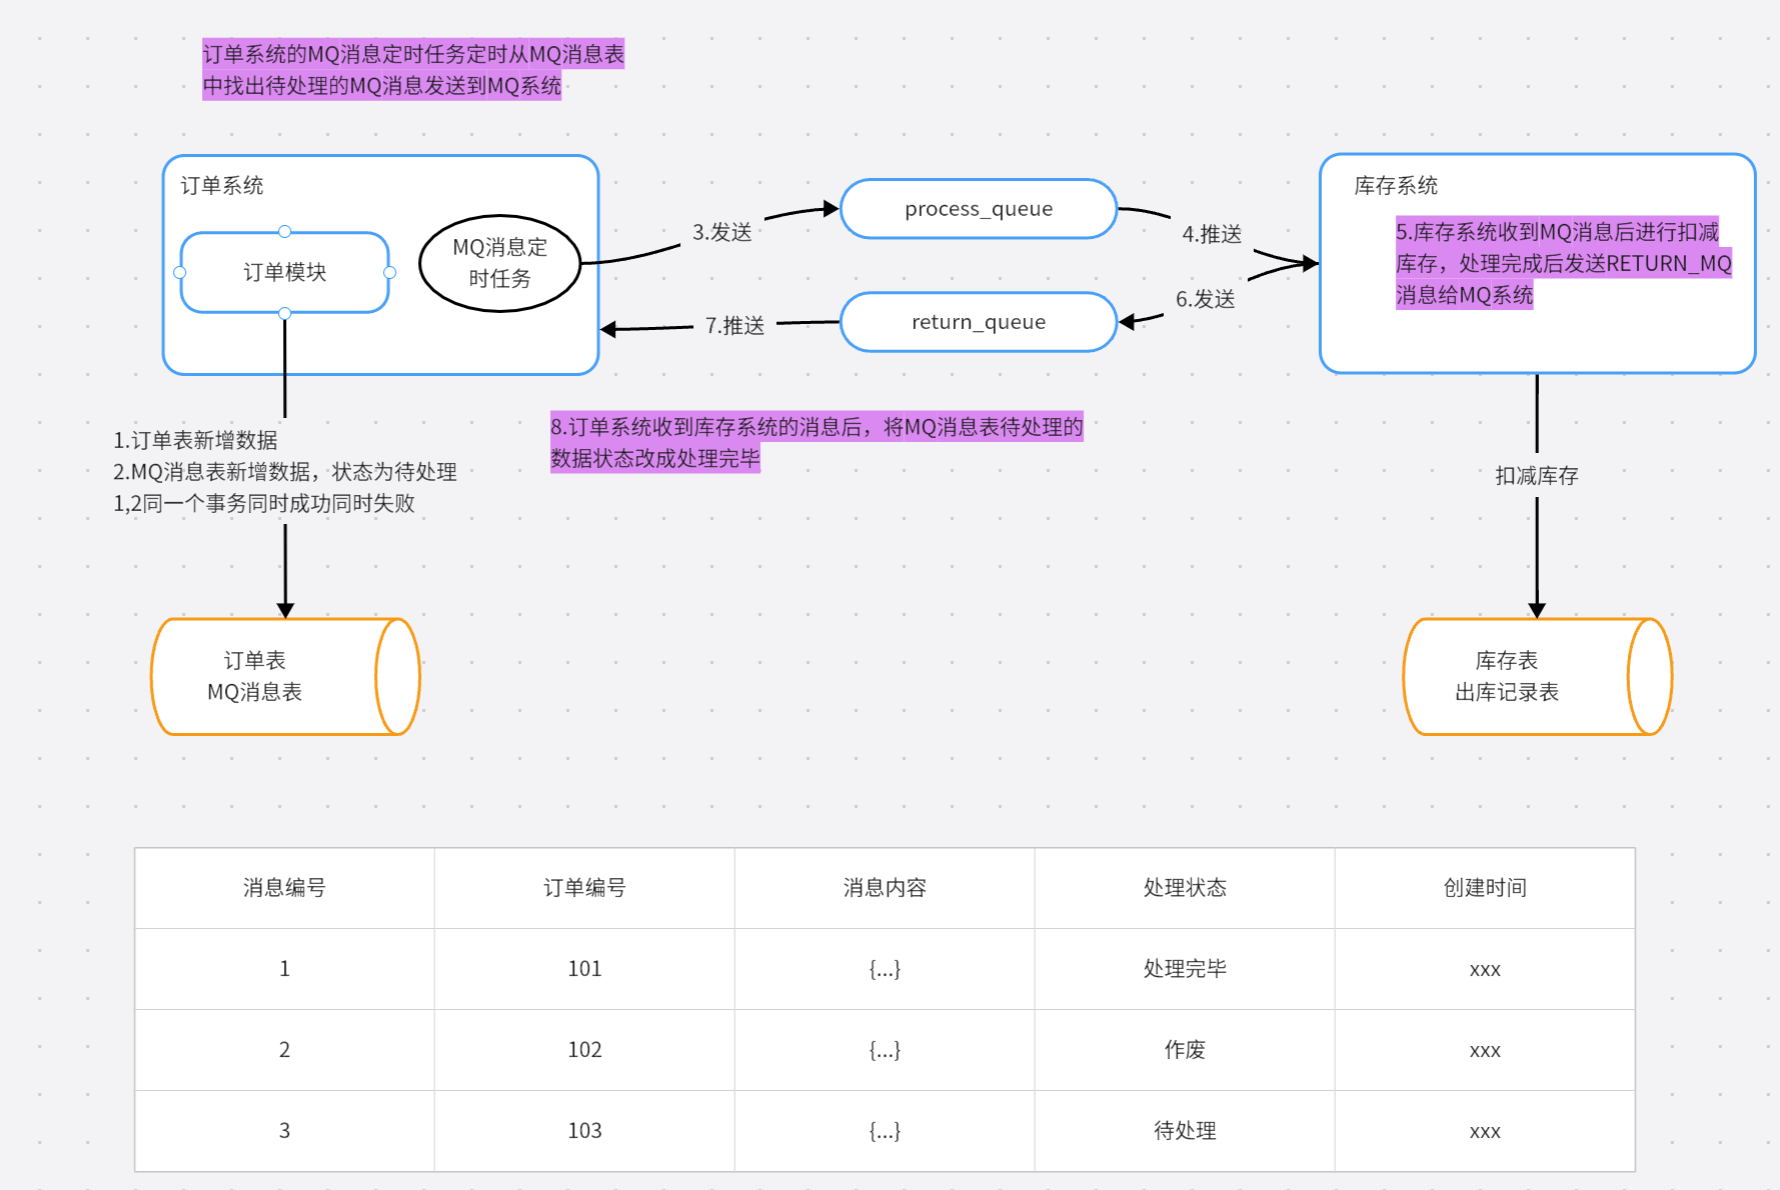 订单系统的MQ消息定时任务定时从MQ消息表
中找出待处理的MQ消息发送到MQ系统
订单系统
订单模块
MQ消息定
时任务
3.发送
process_queue
4.推送
库存系统
5.库存系统收到MQ消息后进行扣减
库存，处理完成后发送RETURN_MQ
消息给MQ系统
6.发送
return_queue
7.推送
8.订单系统收到库存系统的消息后，将MQ消息表待处理的
数据状态改成处理完毕
1.订单表新增数据
2.MQ消息表新增数据，状态为待处理
1,2同一个事务同时成功同时失败
扣减库存
订单表
MQ消息表
库存表
出库记录表
消息编号 订单编号 消息内容 处理状态 创建时间
1 101 {...} 处理完毕 xxx
2 102 {...} 作废 xxx
3 103 {...} 待处理 xxx